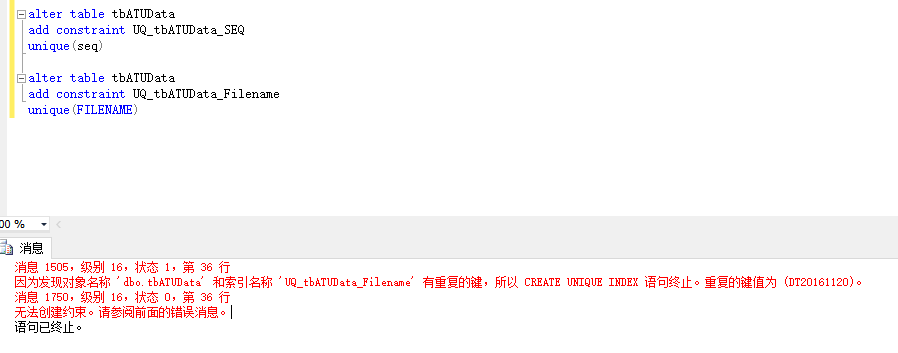 alter table tbATUData
add constraint UQ_tbATUData_SEQ
unique(seq)
alter table tbATUData
add constraint UQ_tbATUData_Filename
unique(FILENAME)
00 %
消息
消息 1505，级别 16，状态 1，第 36 行
因为发现对象名称 'dbo.tbATUData' 和索引名称 'UQ_tbATUData_Filename' 有重复的键，所以 CREATE UNIQUE INDEX 语句终止。重复的键值为 (DT20161120)。
消息 1750，级别 16，状态 0，第 36 行
无法创建约束。请参阅前面的错误消息。
语句已终止。